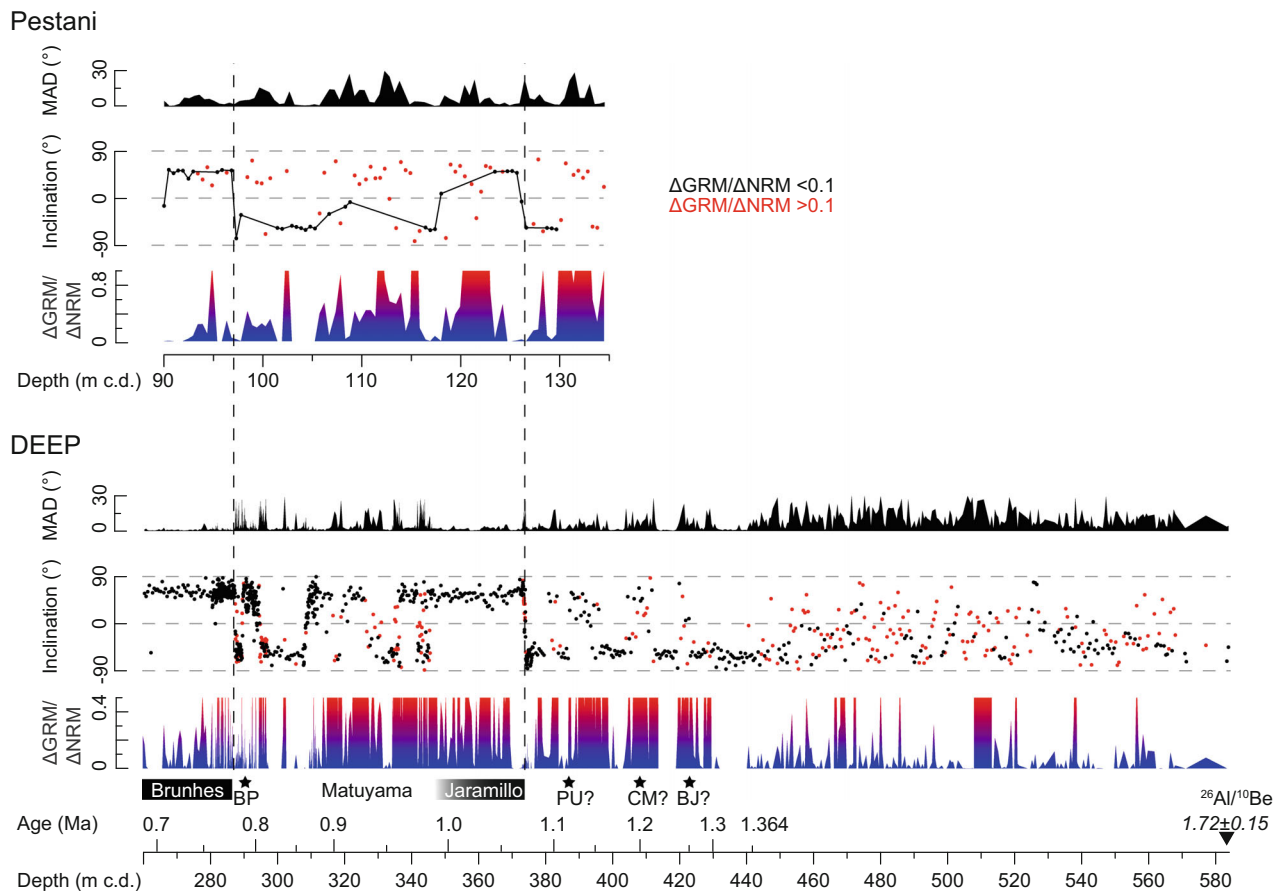 Pestani
MAD (°)
30
0
Inclination (°)
90
0
-90
ΔGRM/ΔNRM <0.1
ΔGRM/ΔNRM >0.1
ΔGRM/
ΔNRM
0.8
0
Depth (m c.d.)
90 100 110 120 130
DEEP
MAD (°)
30
0
Inclination (°)
90
0
-90
ΔGRM/
ΔNRM
0.4
0
Brunhes BP Matuyama Jaramillo PU? CM? BJ?
26Al/10Be
1.72±0.15
Age (Ma) 0.7 0.8 0.9 1.0 1.1 1.2 1.3 1.364
Depth (m c.d.) 280 300 320 340 360 380 400 420 440 460 480 500 520 540 560 580